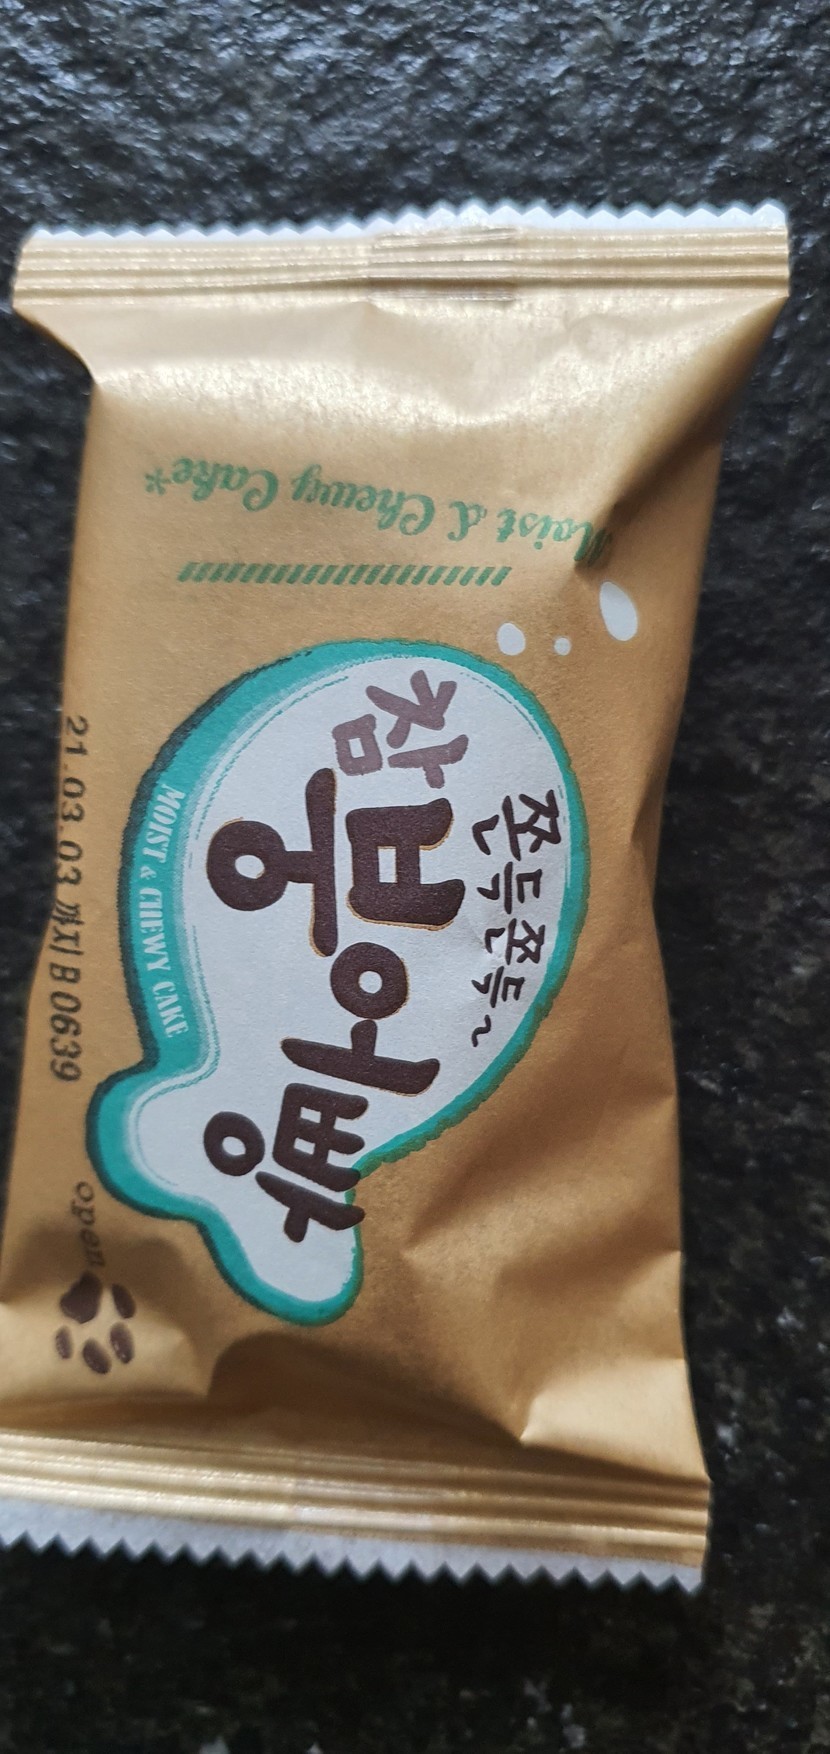 쫀득쫀득~
참
붕어빵
MOIST & CHEWY CAKE
Moist & Chewy Cake*
21.03.03 까지 B0639
open